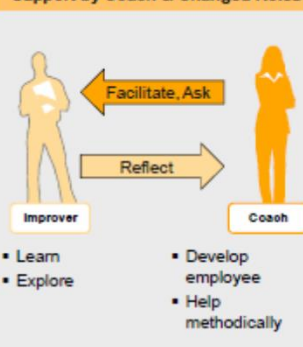 Facilitate, Ask
Reflect
Improver
Coach
▪ Learn
▪ Explore
▪ Develop
employee
▪ Help
methodically